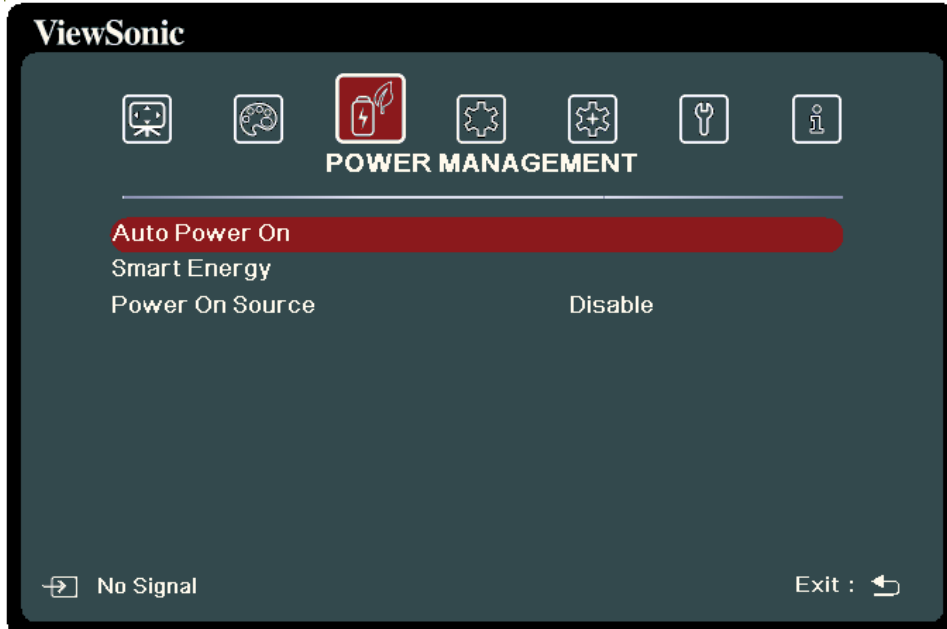 ViewSonic
POWER MANAGEMENT
Auto Power On
Smart Energy
Power On Source Disable
No Signal Exit :